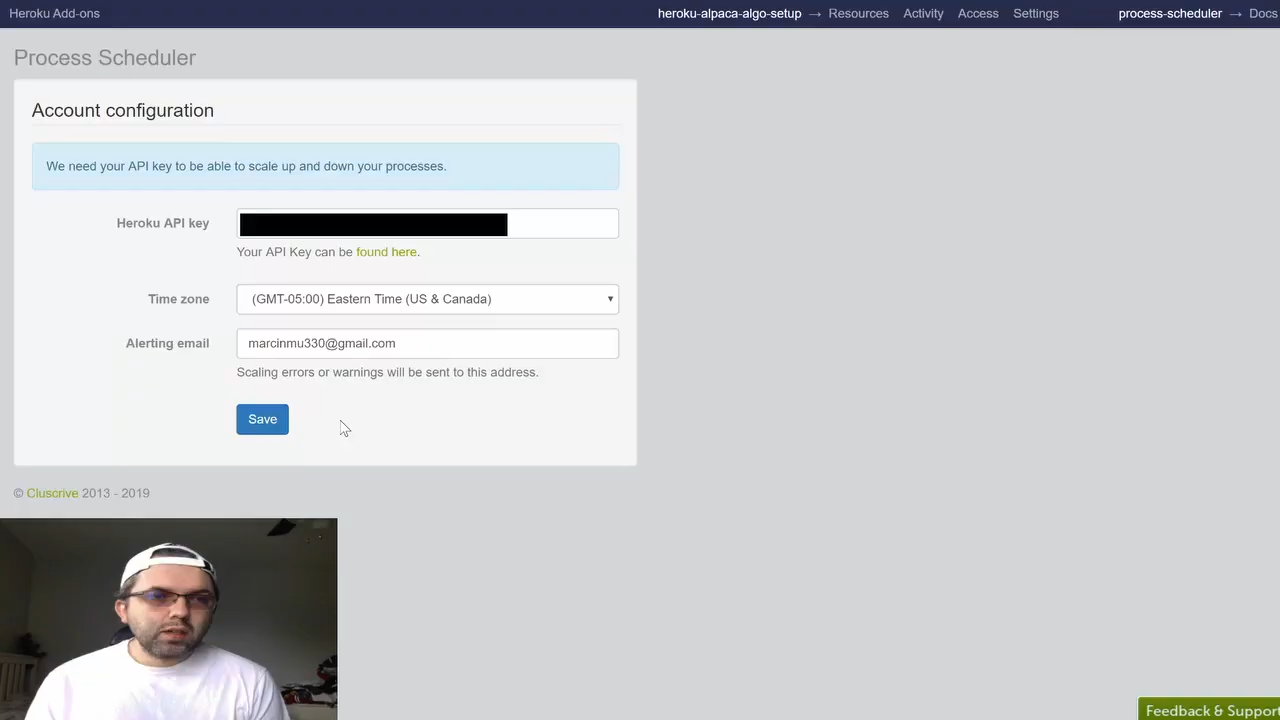 Heroku Add-ons
heroku-alpaca-algo-setup → Resources Activity Access Settings process-scheduler → Docs
Process Scheduler
Account configuration
We need your API key to be able to scale up and down your processes.
Heroku API key
Your API Key can be found here.
Time zone (GMT-05:00) Eastern Time (US & Canada)
Alerting email marcinmu330@gmail.com
Scaling errors or warnings will be sent to this address.
Save
© Cluscrive 2013 - 2019
Feedback & Support